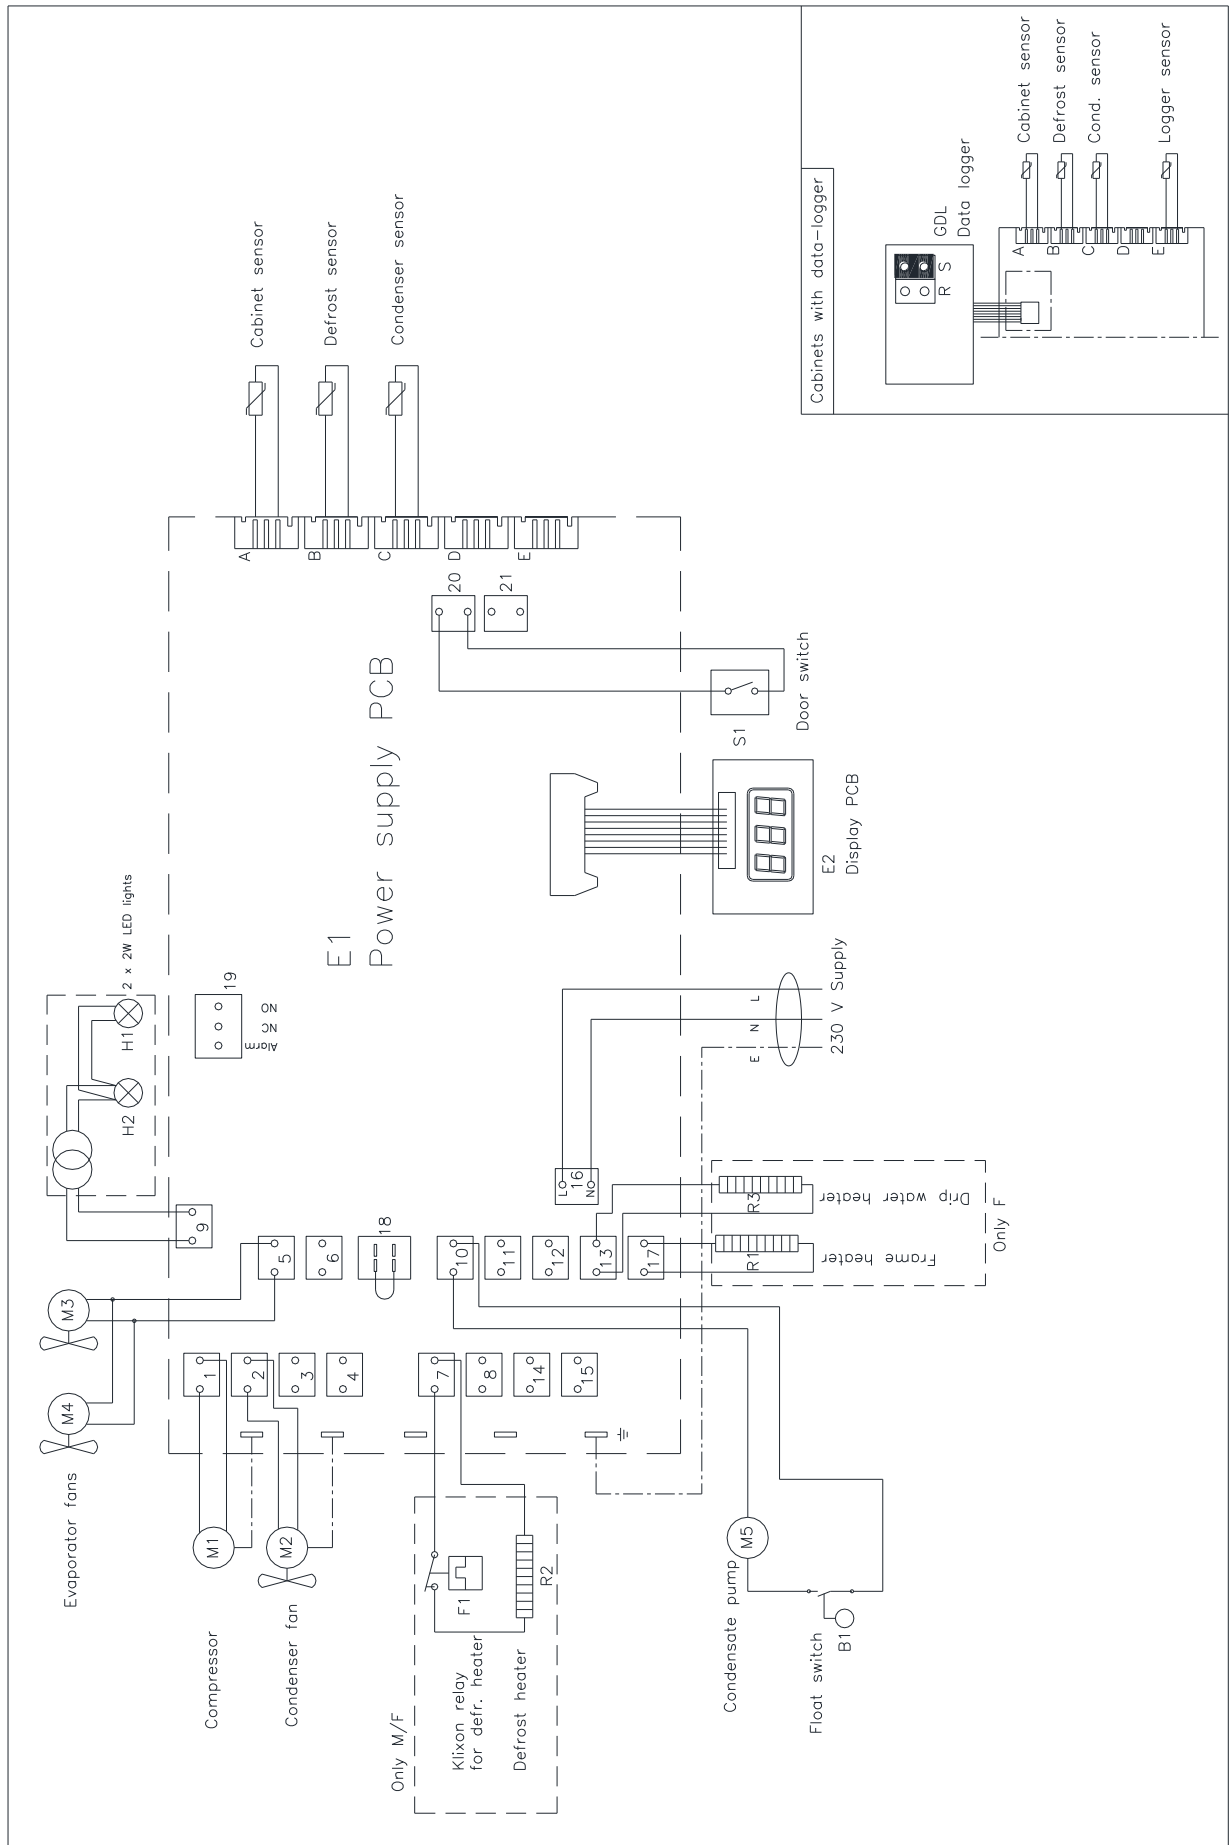 Cabinets with data-logger
GDL
Data logger
R
S
A
B
C
D
E
Cabinet sensor
Defrost sensor
Cond. sensor
Logger sensor
Cabinet sensor
Defrost sensor
Condenser sensor
A
B
C
D
E
20
21
E1
Power supply PCB
S1
Door switch
E2
Display PCB
2 x 2W LED lights
H1
H2
19
NO
NC
Alarm
L
N
E
230 V Supply
L
16
N
9
5
6
18
10
11
12
13
17
R3
Drip water heater
R1
Frame heater
Only F
1
2
3
4
7
8
14
15
M3
M4
Evaporator fans
M1
Compressor
M2
Condenser fan
Only M/F
F1
Klixon relay
for defr. heater
R2
Defrost heater
M5
Condensate pump
B1
Float switch